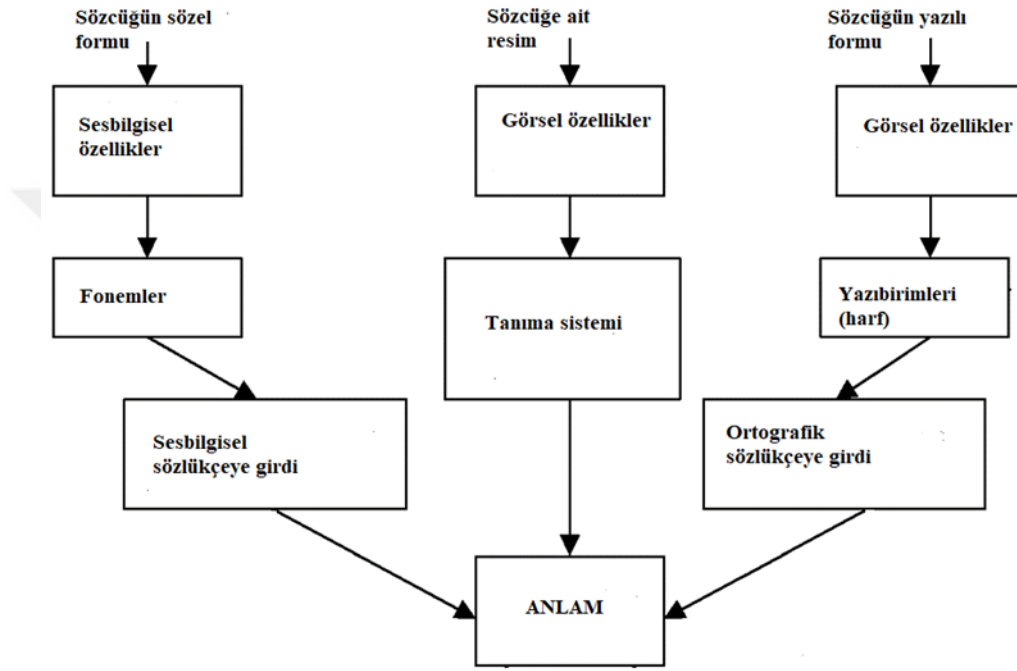 Sözcüğün sözel
formu
Sözcüğe ait
resim
Sözcüğün yazılı
formu
Sesbilgisel
özellikler
Görsel özellikler
Görsel özellikler
Fonemler
Tanıma sistemi
Yazıbirimleri
(harf)
Sesbilgisel
sözlükçeye girdi
Ortografik
sözlükçeye girdi
ANLAM